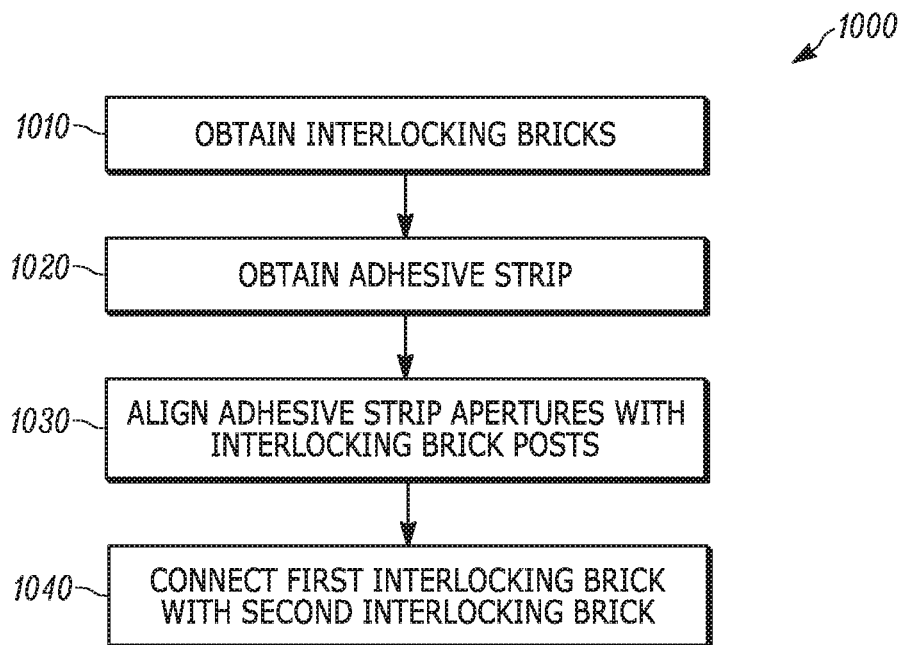 1000
1010
OBTAIN INTERLOCKING BRICKS
1020
OBTAIN ADHESIVE STRIP
1030
ALIGN ADHESIVE STRIP APERTURES WITH
INTERLOCKING BRICK POSTS
1040
CONNECT FIRST INTERLOCKING BRICK
WITH SECOND INTERLOCKING BRICK